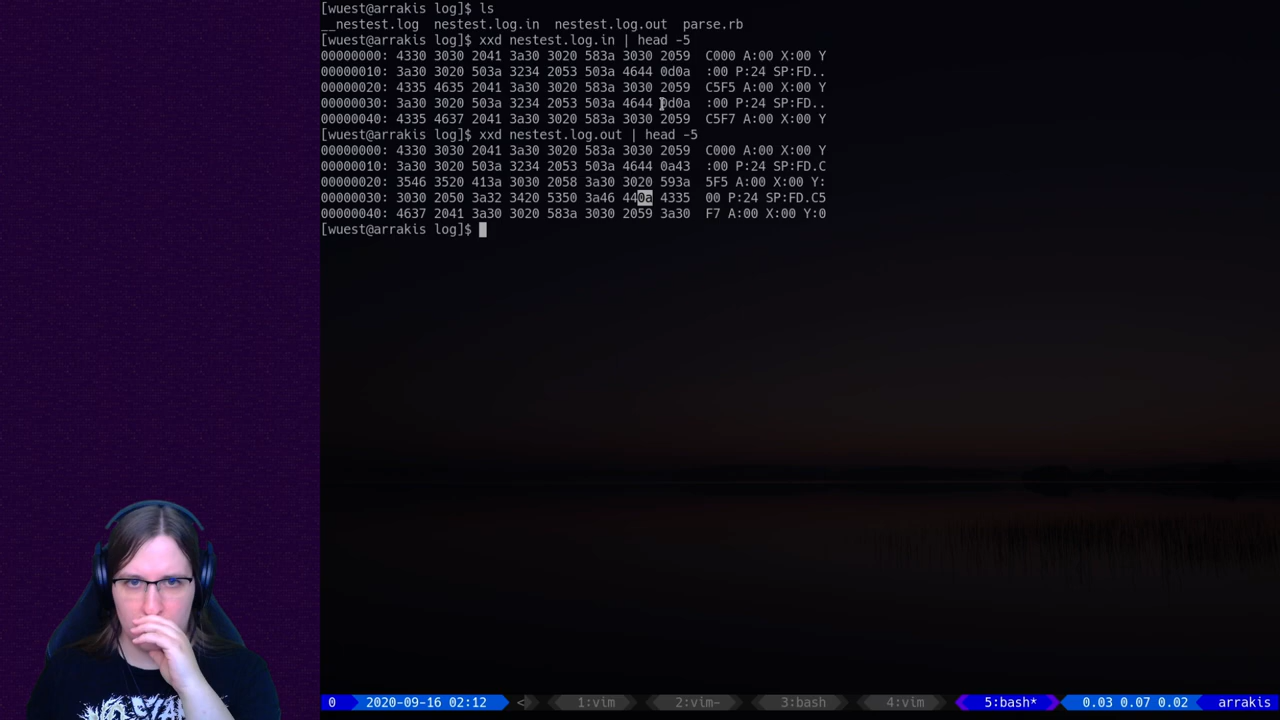 [wuest@arrakis log]$ ls
__nestest.log  nestest.log.in  nestest.log.out  parse.rb
[wuest@arrakis log]$ xxd nestest.log.in | head -5
00000000: 4330 3030 2041 3a30 3020 583a 3030 2059  C000 A:00 X:00 Y
00000010: 3a30 3020 503a 3234 2053 503a 4644 0d0a  :00 P:24 SP:FD..
00000020: 4335 4635 2041 3a30 3020 583a 3030 2059  C5F5 A:00 X:00 Y
00000030: 3a30 3020 503a 3234 2053 503a 4644 0d0a  :00 P:24 SP:FD..
00000040: 4335 4637 2041 3a30 3020 583a 3030 2059  C5F7 A:00 X:00 Y
[wuest@arrakis log]$ xxd nestest.log.out | head -5
00000000: 4330 3030 2041 3a30 3020 583a 3030 2059  C000 A:00 X:00 Y
00000010: 3a30 3020 503a 3234 2053 503a 4644 0a43  :00 P:24 SP:FD.C
00000020: 3546 3520 413a 3030 2058 3a30 3020 593a  5F5 A:00 X:00 Y:
00000030: 3030 2050 3a32 3420 5350 3a46 440a 4335  00 P:24 SP:FD.C5
00000040: 4637 2041 3a30 3020 583a 3030 2059 3a30  F7 A:00 X:00 Y:0
[wuest@arrakis log]$
0 2020-09-16 02:12 < 1:vim 2:vim- 3:bash 4:vim 5:bash* 0.03 0.07 0.02 arrakis